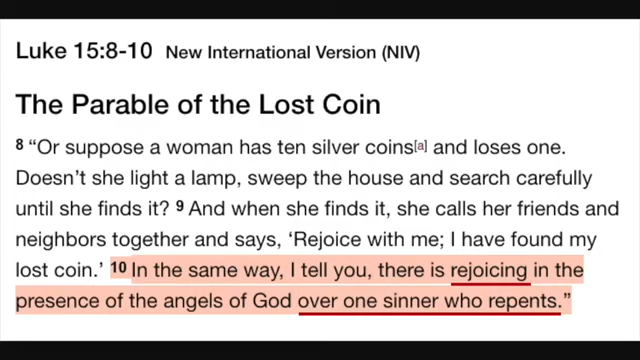 Luke 15:8-10 New International Version (NIV)
The Parable of the Lost Coin
8 “Or suppose a woman has ten silver coins[a] and loses one.
Doesn’t she light a lamp, sweep the house and search carefully
until she finds it? 9 And when she finds it, she calls her friends and
neighbors together and says, ‘Rejoice with me; I have found my
lost coin.’ 10 In the same way, I tell you, there is rejoicing in the
presence of the angels of God over one sinner who repents.”